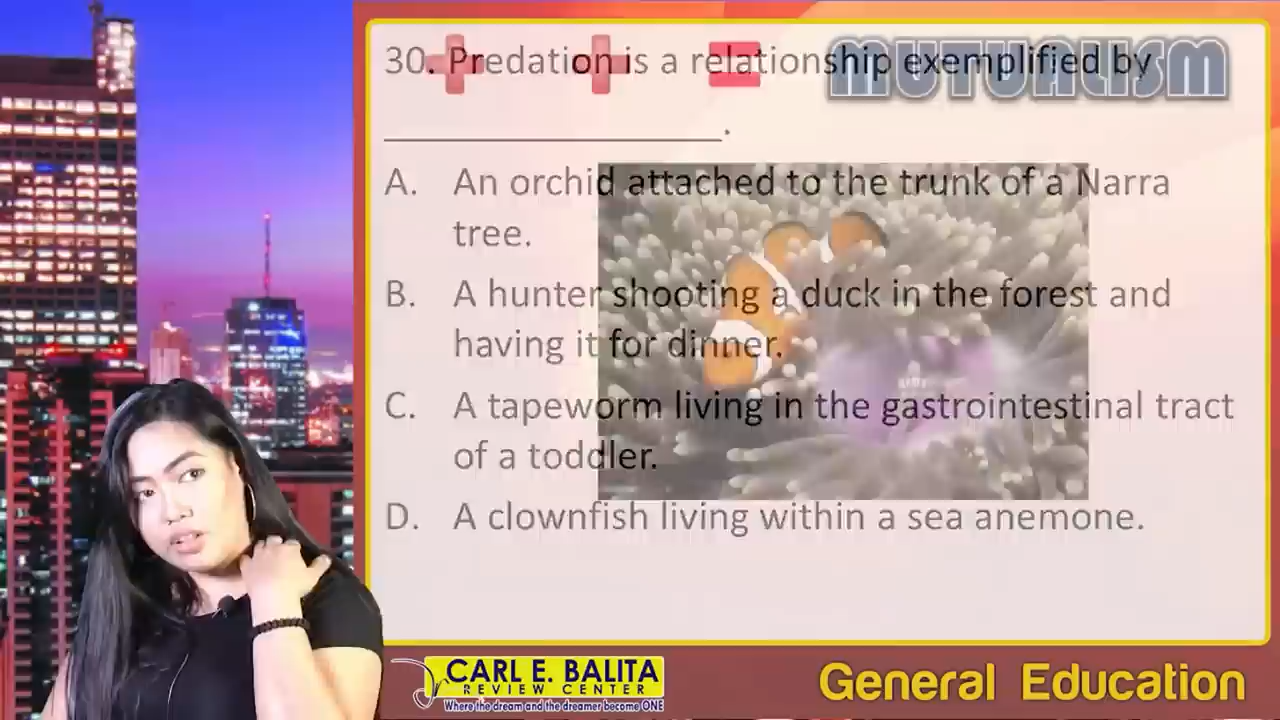 30. Predation is a relationship exemplified by
____________________.
MUTUALISM
A. An orchid attached to the trunk of a Narra
tree.
B. A hunter shooting a duck in the forest and
having it for dinner.
C. A tapeworm living in the gastrointestinal tract
of a toddler.
D. A clownfish living within a sea anemone.
CARL E. BALITA
REVIEW CENTER
Where the dream and the dreamer become ONE
General Education